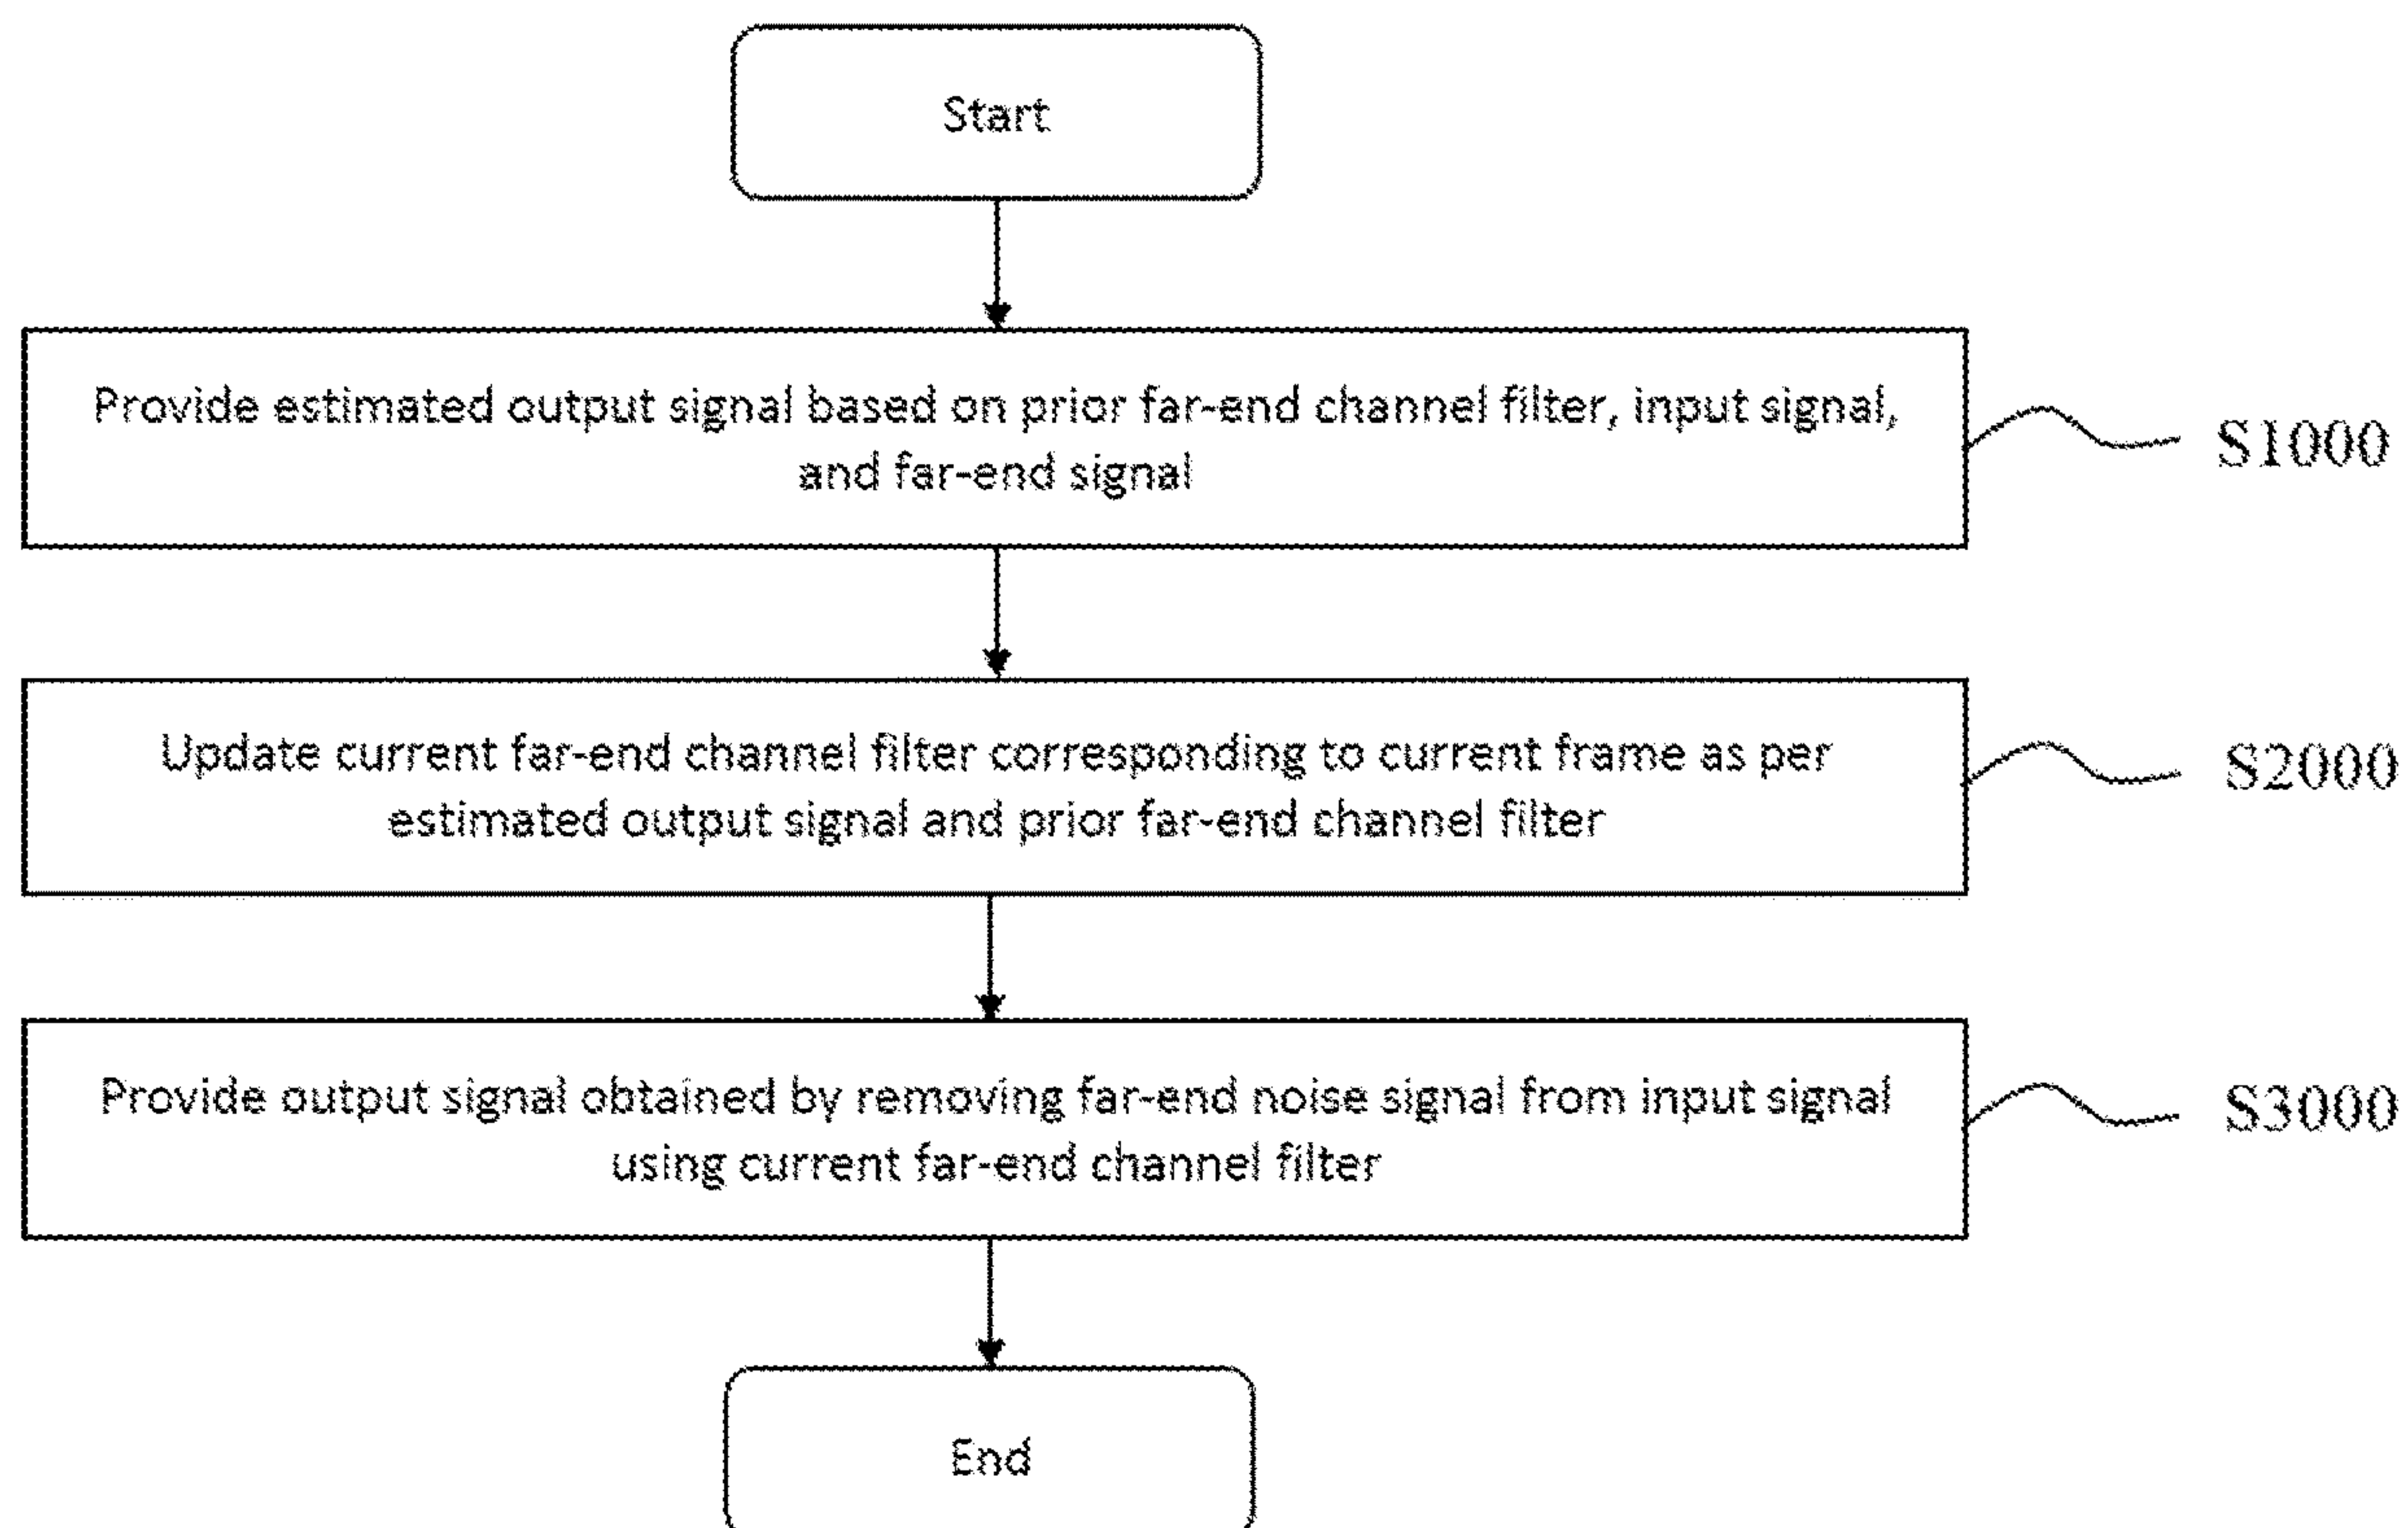 Start
Provide estimated output signal based on prior far-end channel filter, input signal,
and far-end signal
S1000
Update current far-end channel filter corresponding to current frame as per
estimated output signal and prior far-end channel filter
S2000
Provide output signal obtained by removing far-end noise signal from input signal
using current far-end channel filter
S3000
End